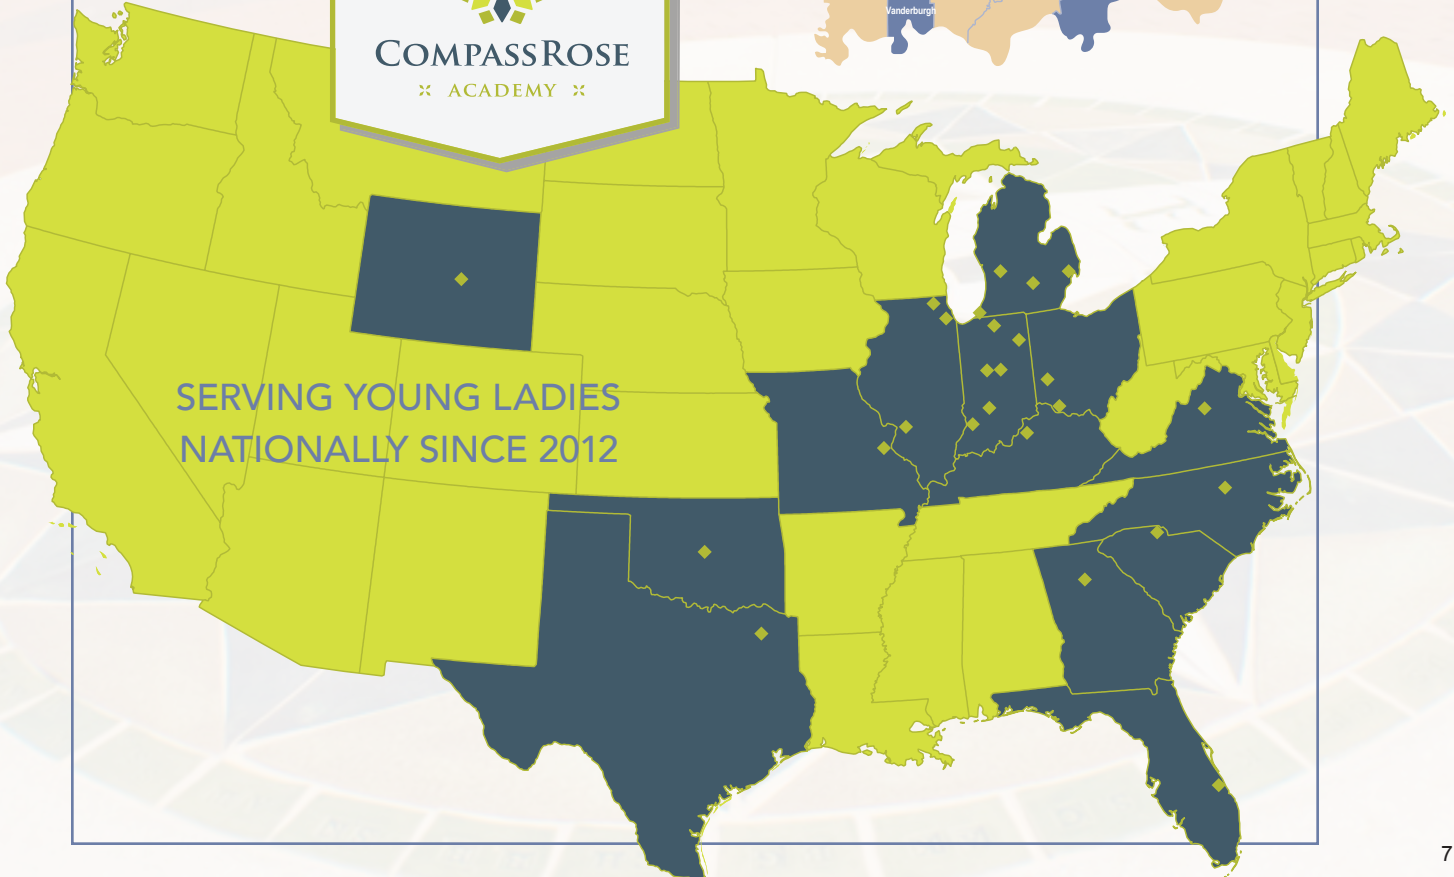 Vanderburgh
COMPASSROSE
ACADEMY
SERVING YOUNG LADIES
NATIONALLY SINCE 2012
7